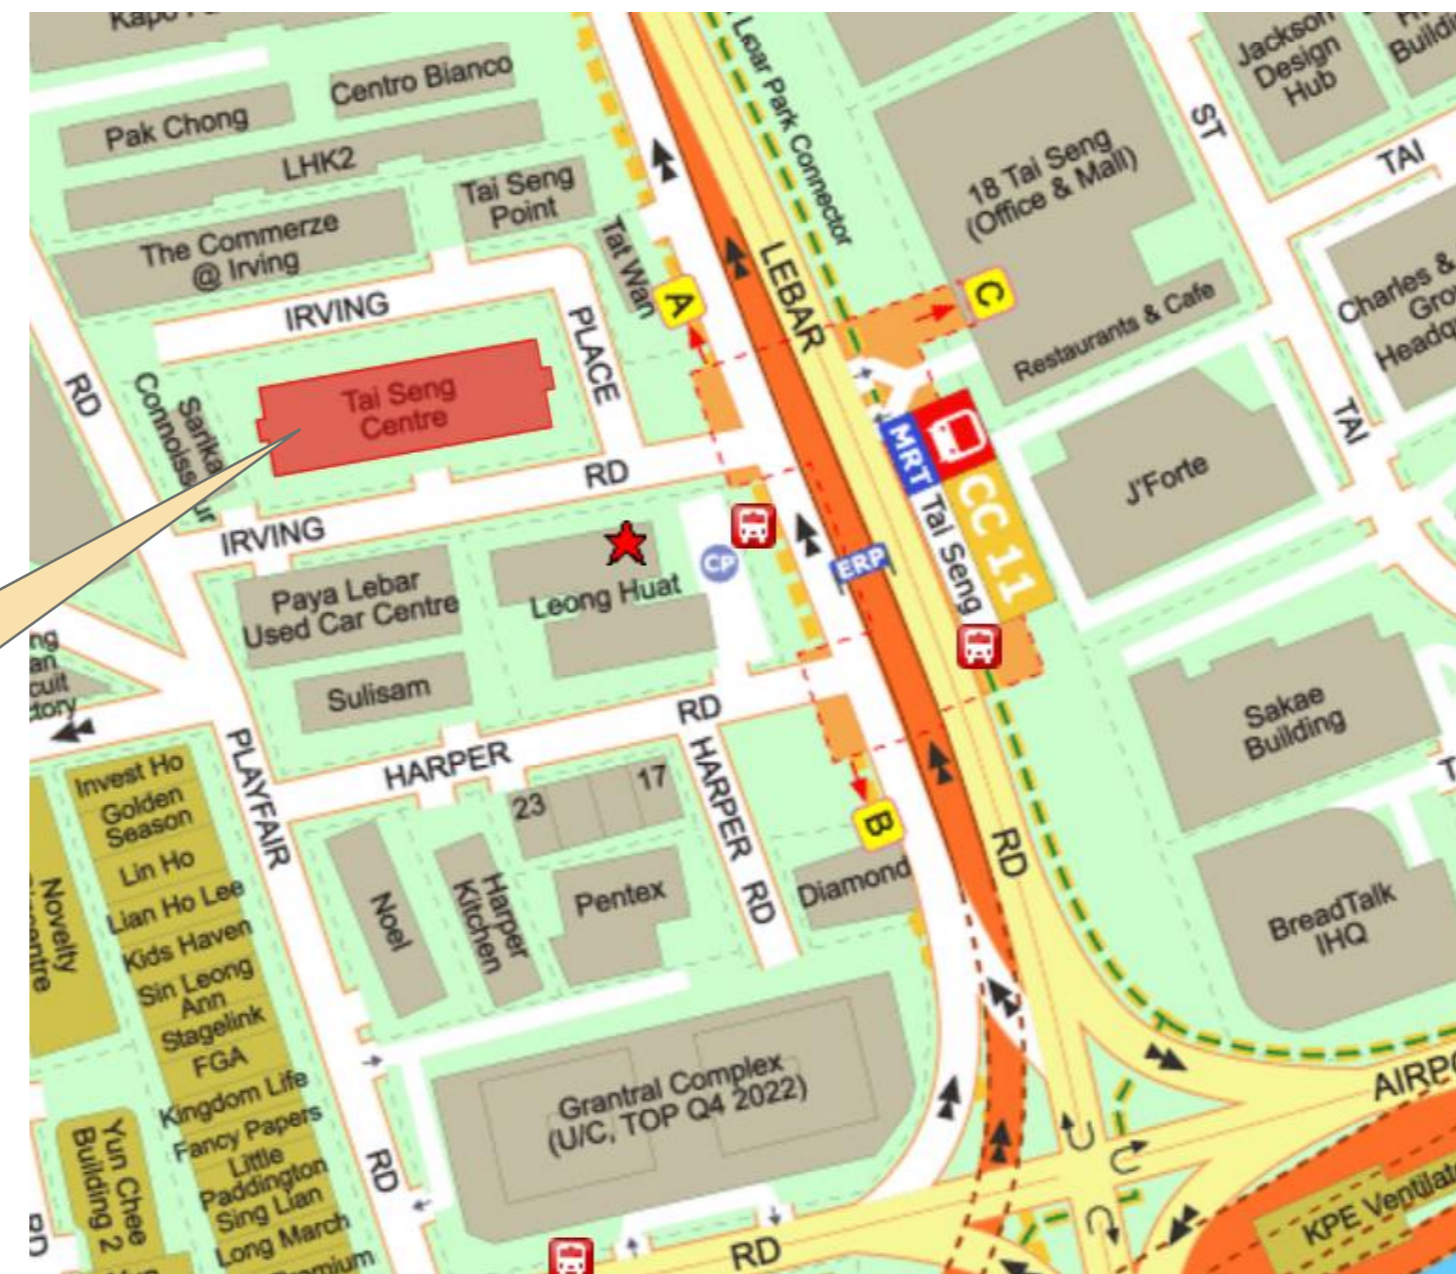 Pak Chong
Centro Bianco
LHK2
Tai Seng
Point
The Commerze
@ Irving
IRVING
PLACE
Tat Wan
A
Tai Seng
Centre
Sarika
Connoisseur
RD
IRVING
RD
Lebar Park Connector
LEBAR
18 Tai Seng
(Office & Mall)
C
Restaurants & Cafe
ST
Jackson
Design
Hub
TAI
Charles &
TAI
J'Forte
MRT
Tai Seng
CC 11
ERP
CP
Paya Lebar
Used Car Centre
Leong Huat
Sulisam
HARPER
RD
HARPER
RD
PLAYFAIR
RD
23
17
B
Diamond
Pentex
Harper
Kitchen
Noel
RD
Sakae
Building
BreadTalk
IHQ
Invest Ho
Golden
Season
Lin Ho
Lian Ho Lee
Kids Haven
Sin Leong
Ann
Stagelink
FGA
Kingdom Life
Fancy Papers
Little
Paddington
Sing Lian
Long March
Novelty
Yun Chee
Building 2
RD
Grantral Complex
(U/C, TOP Q4 2022)
RD
KPE